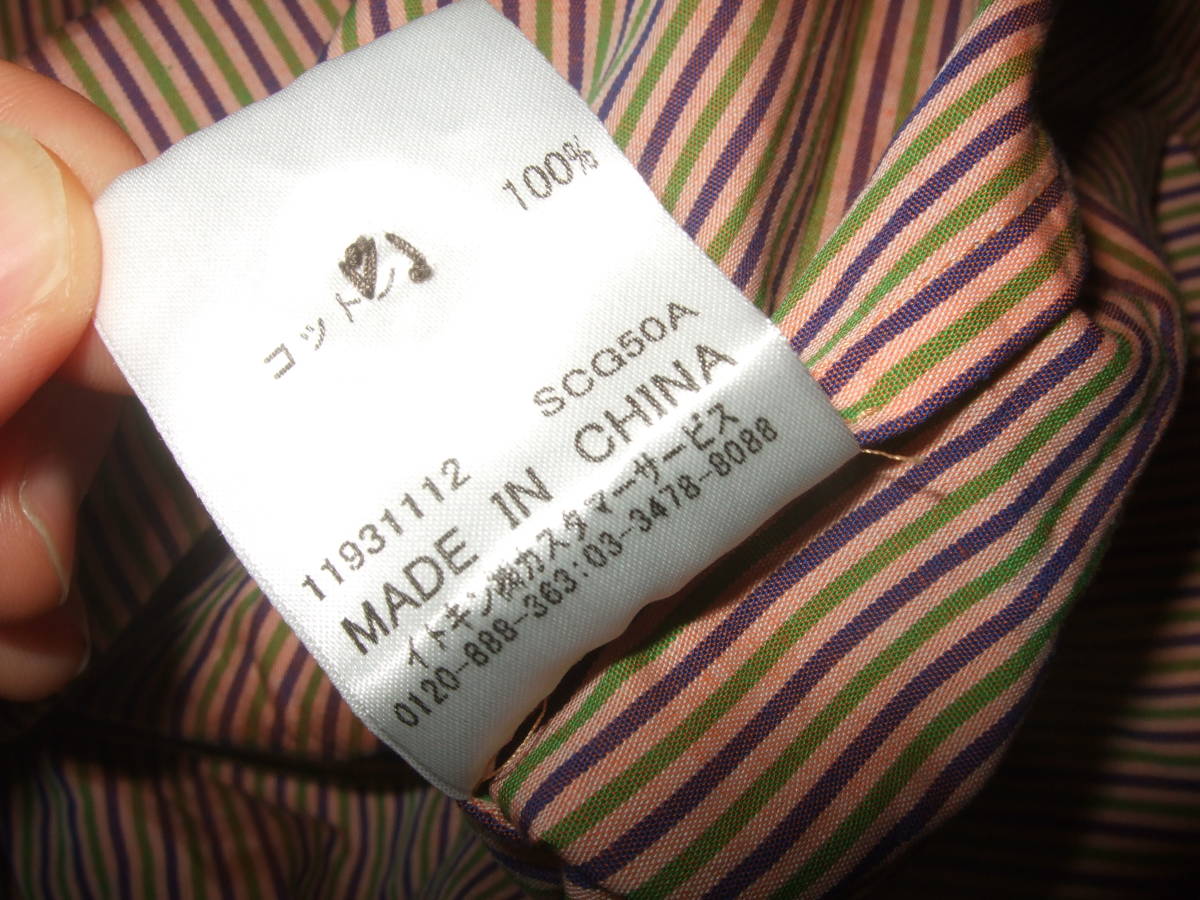 コットン 100%
SCG50A
11931112
MADE IN CHINA
イトキン㈱カスタマーサービス
0120-888-363:03-3478-8088